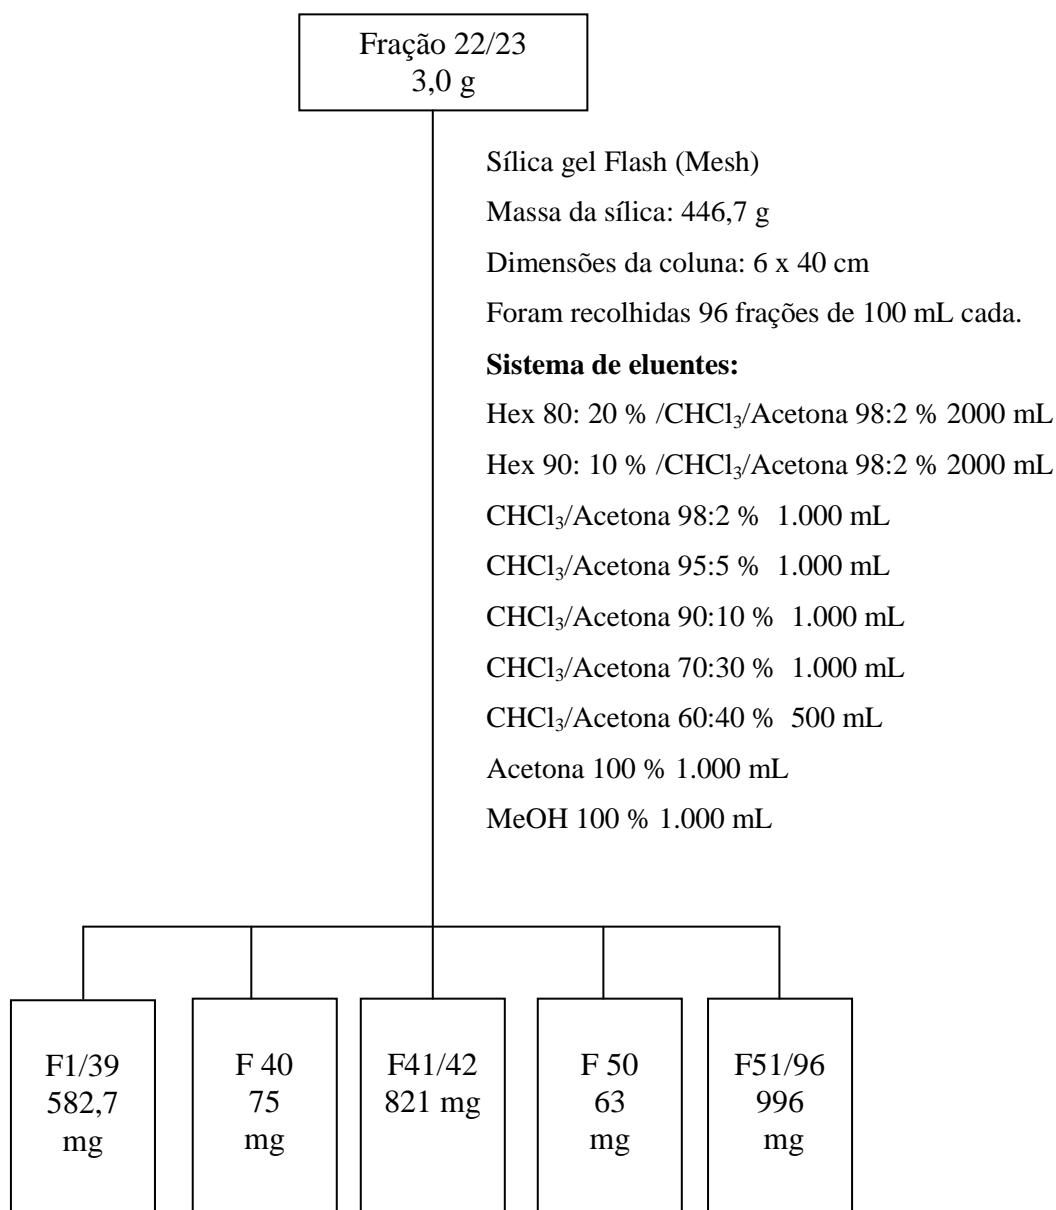 Fração 22/23
3,0 g
Sílica gel Flash (Mesh)
Massa da sílica: 446,7 g
Dimensões da coluna: 6 x 40 cm
Foram recolhidas 96 frações de 100 mL cada.
Sistema de eluentes:
Hex 80: 20 % /CHCl₃/Acetona 98:2 % 2000 mL
Hex 90: 10 % /CHCl₃/Acetona 98:2 % 2000 mL
CHCl₃/Acetona 98:2 % 1.000 mL
CHCl₃/Acetona 95:5 % 1.000 mL
CHCl₃/Acetona 90:10 % 1.000 mL
CHCl₃/Acetona 70:30 % 1.000 mL
CHCl₃/Acetona 60:40 % 500 mL
Acetona 100 % 1.000 mL
MeOH 100 % 1.000 mL
F1/39
582,7
mg
F 40
75
mg
F41/42
821 mg
F 50
63
mg
F51/96
996
mg